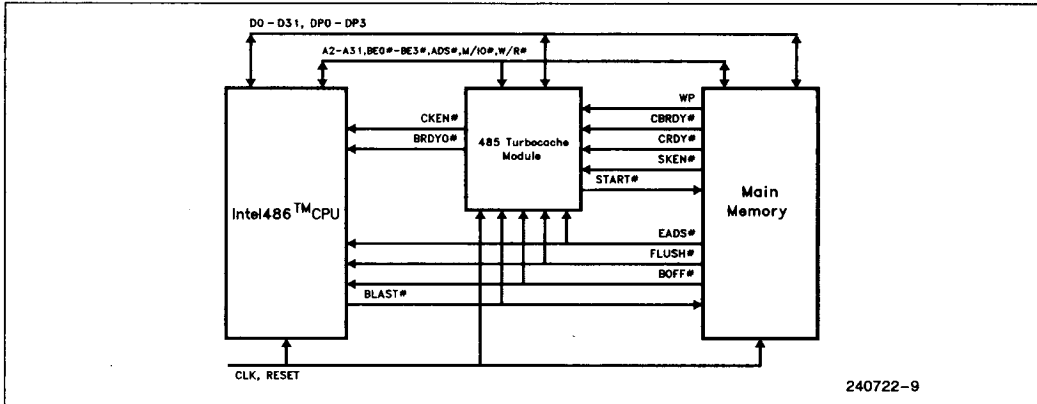 D0-D31, DP0-DP3
A2-A31,BE0#-BE3#,ADS#,M/IO#,W/R#
WP
CKEN#
CBRDY#
BRDYO#
485 Turbocache
Module
CRDY#
SKEN#
START#
Intel486™CPU
Main
Memory
EADS#
FLUSH#
BOFF#
BLAST#
CLK, RESET
240722-9